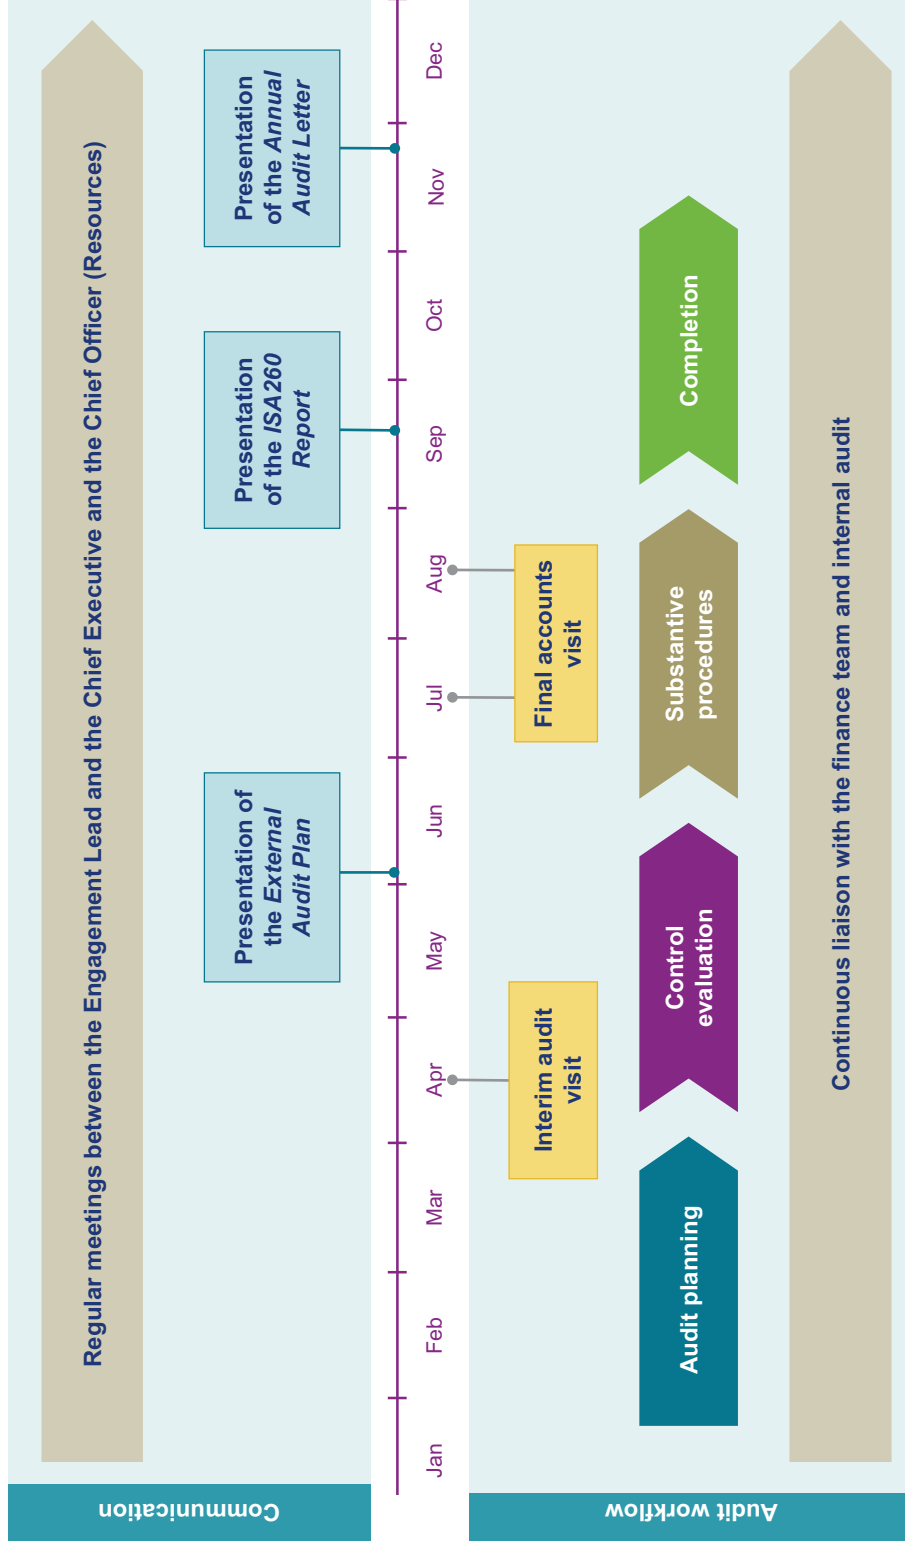 Communication
Regular meetings between the Engagement Lead and the Chief Executive and the Chief Officer (Resources)
Presentation of
the External
Audit Plan
Presentation
of the ISA260
Report
Presentation
of the Annual
Audit Letter
Jan
Feb
Mar
Apr
May
Jun
Jul
Aug
Sep
Oct
Nov
Dec
Audit workflow
Interim audit
visit
Final accounts
visit
Audit planning
Control
evaluation
Substantive
procedures
Completion
Continuous liaison with the finance team and internal audit